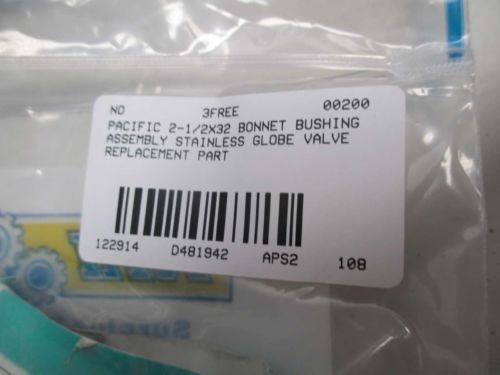 NO 3FREE 00200
PACIFIC 2-1/2X32 BONNET BUSHING
ASSEMBLY STAINLESS GLOBE VALVE
REPLACEMENT PART
122914 D481942 APS2 108